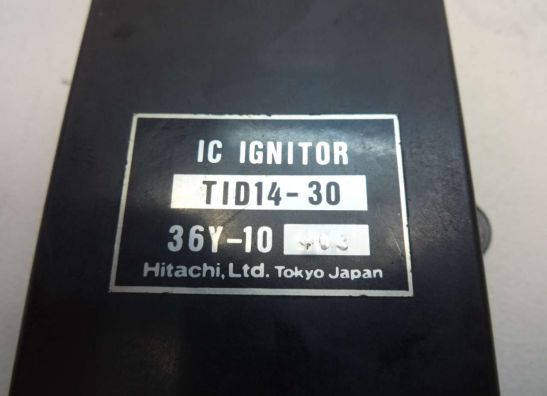 IC IGNITOR
TID14-30
36Y-10
Hitachi, Ltd. Tokyo Japan